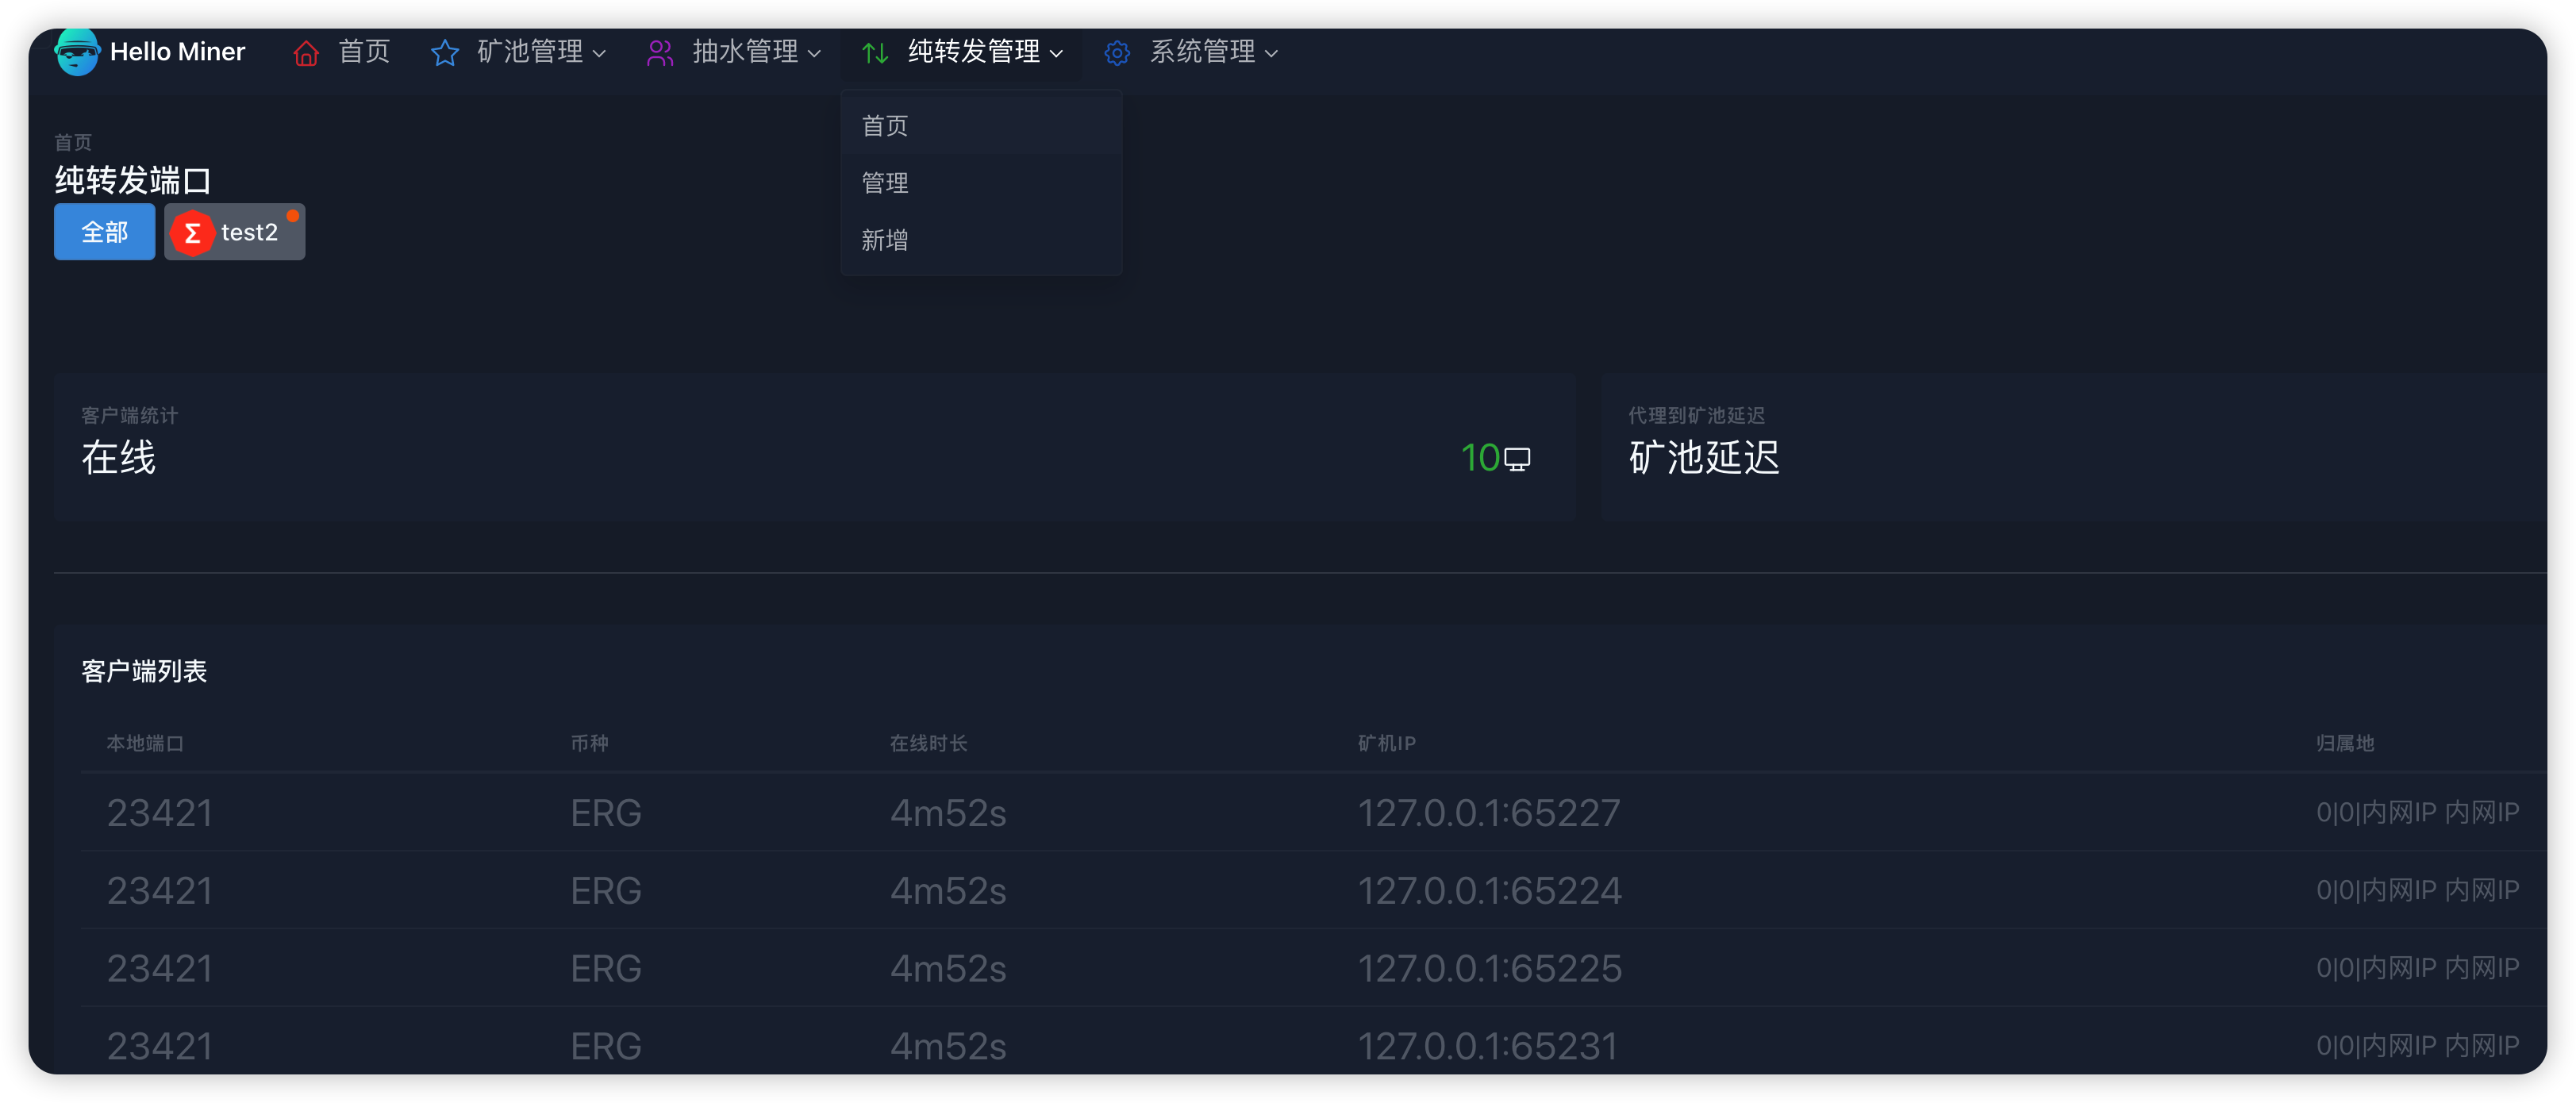 Hello Miner 首页 矿池管理 抽水管理 纯转发管理 系统管理
首页
管理
新增
首页
纯转发端口
全部 Σ test2
客户端统计
在线 10
代理到矿池延迟
矿池延迟
客户端列表
本地端口 币种 在线时长 矿机IP 归属地
23421 ERG 4m52s 127.0.0.1:65227 0|0|内网IP 内网IP
23421 ERG 4m52s 127.0.0.1:65224 0|0|内网IP 内网IP
23421 ERG 4m52s 127.0.0.1:65225 0|0|内网IP 内网IP
23421 ERG 4m52s 127.0.0.1:65231 0|0|内网IP 内网IP